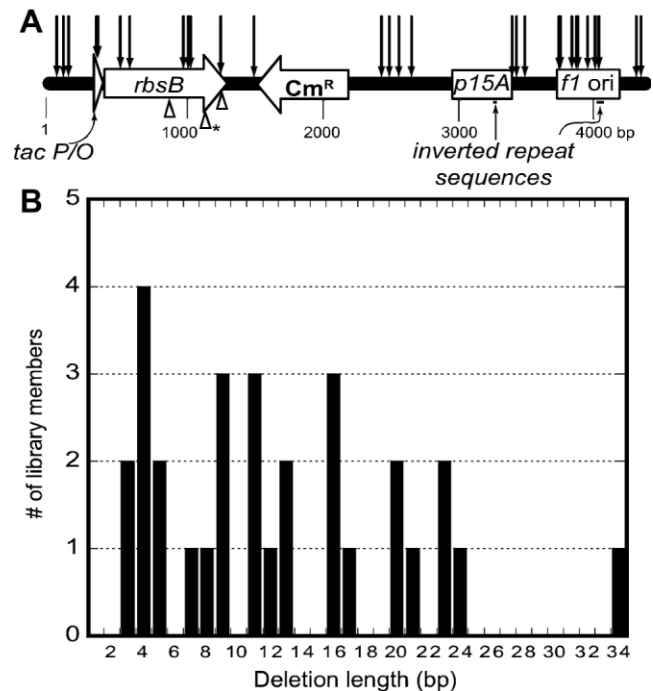 A
rbsB
Cmᴿ
p15A
f1 ori
*
1
1000
2000
3000
4000 bp
tac P/O
inverted repeat
sequences
B
5
4
3
2
1
0
# of library members
2 4 6 8 10 12 14 16 18 20 22 24 26 28 30 32 34
Deletion length (bp)